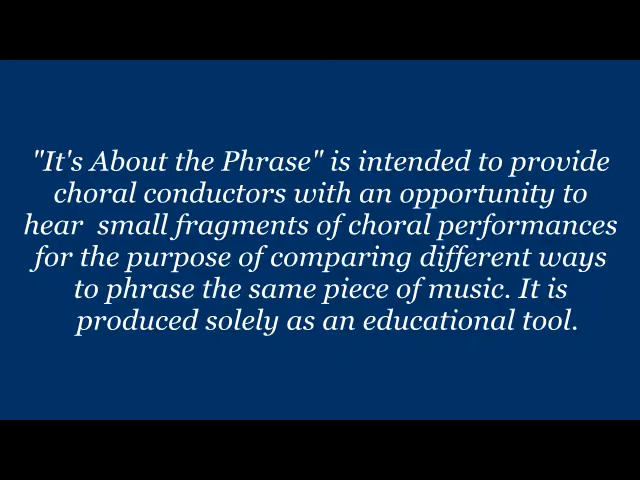 "It's About the Phrase" is intended to provide
choral conductors with an opportunity to
hear  small fragments of choral performances
for the purpose of comparing different ways
to phrase the same piece of music. It is
produced solely as an educational tool.